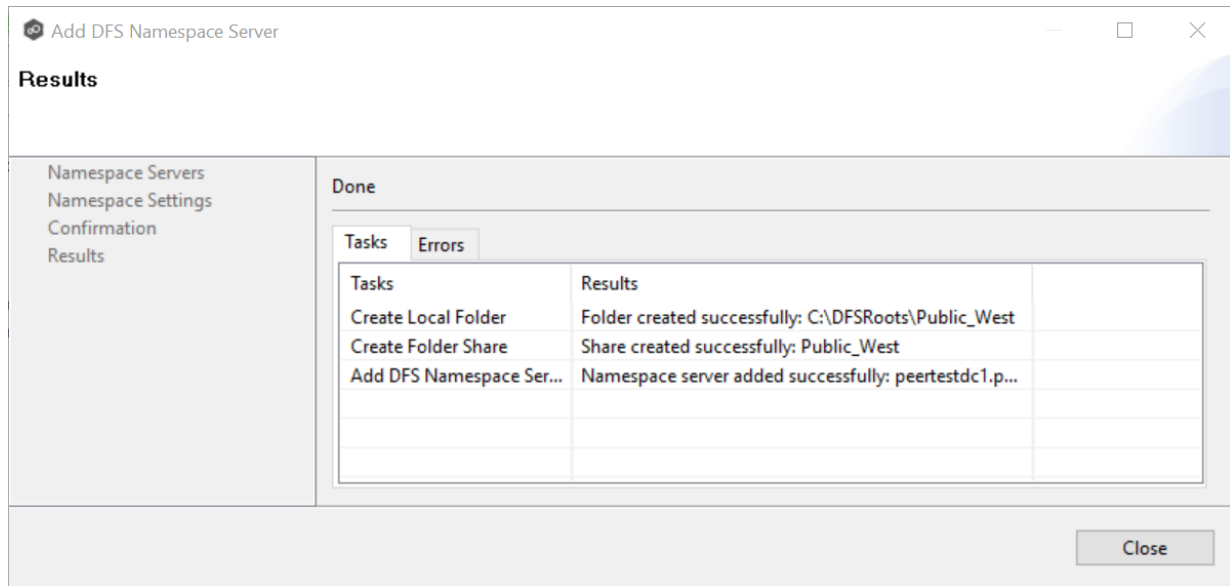 Add DFS Namespace Server
Results
Namespace Servers
Namespace Settings
Confirmation
Results
Done
Tasks Errors
Tasks Results
Create Local Folder Folder created successfully: C:\DFSRoots\Public_West
Create Folder Share Share created successfully: Public_West
Add DFS Namespace Ser... Namespace server added successfully: peertestdc1.p...
Close